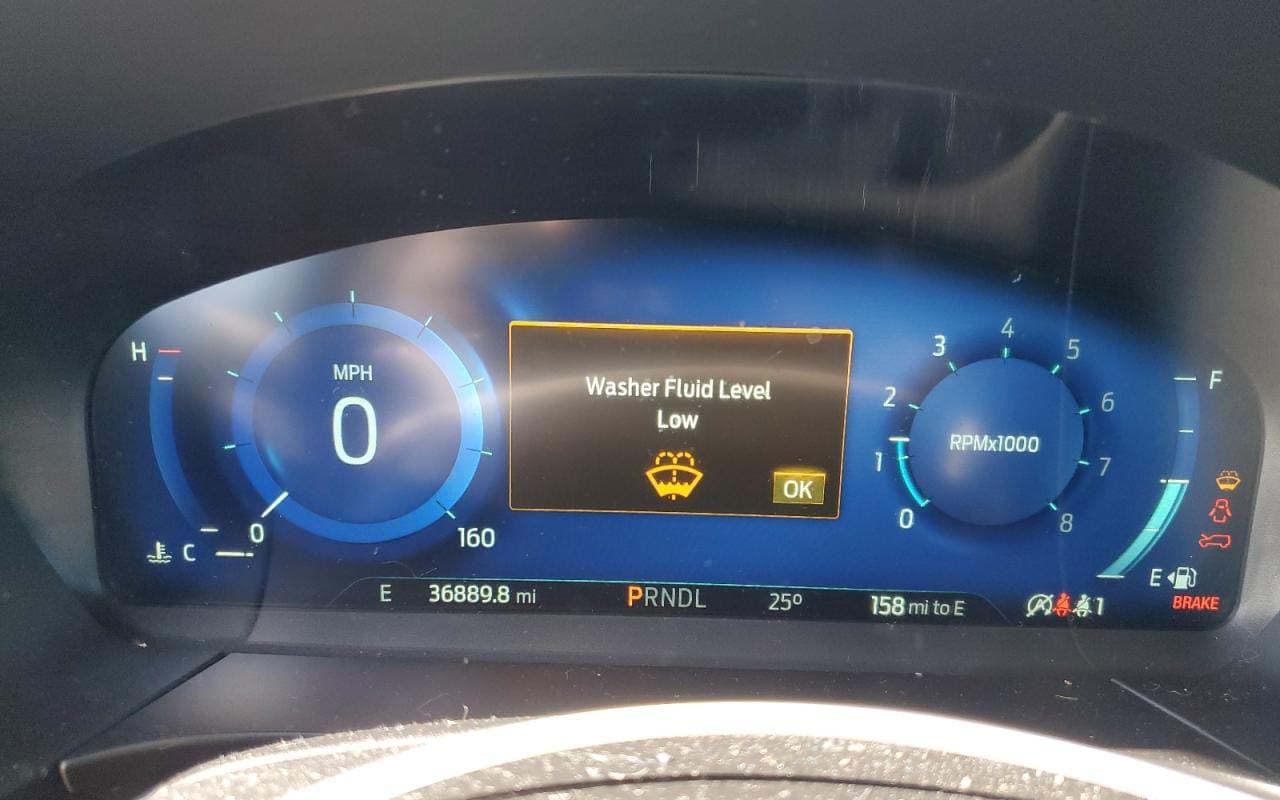 H
MPH
0
C
0
160
Washer Fluid Level
Low
OK
0
1
2
3
4
5
6
7
8
RPMx1000
F
E
BRAKE
E 36889.8 mi PRNDL 25° 158 mi to E 1